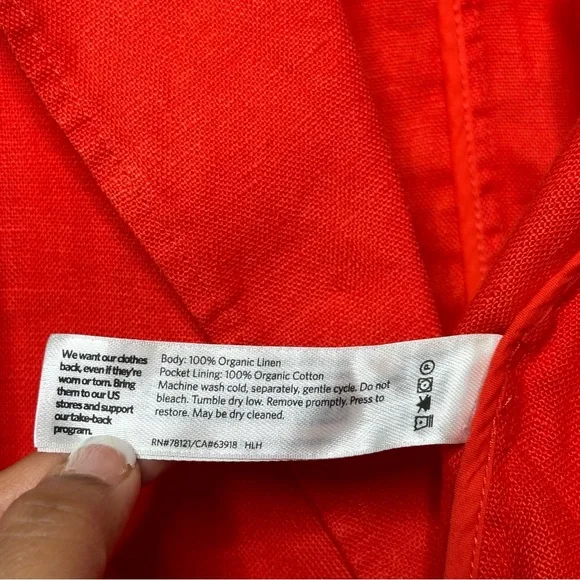 We want our clothes
back, even if they're
worn or torn. Bring
them to our US
stores and support
our take-back
program.
Body: 100% Organic Linen
Pocket Lining: 100% Organic Cotton
Machine wash cold, separately, gentle cycle. Do not
bleach. Tumble dry low. Remove promptly. Press to
restore. May be dry cleaned.
RN#78121/CA#63918 HLH